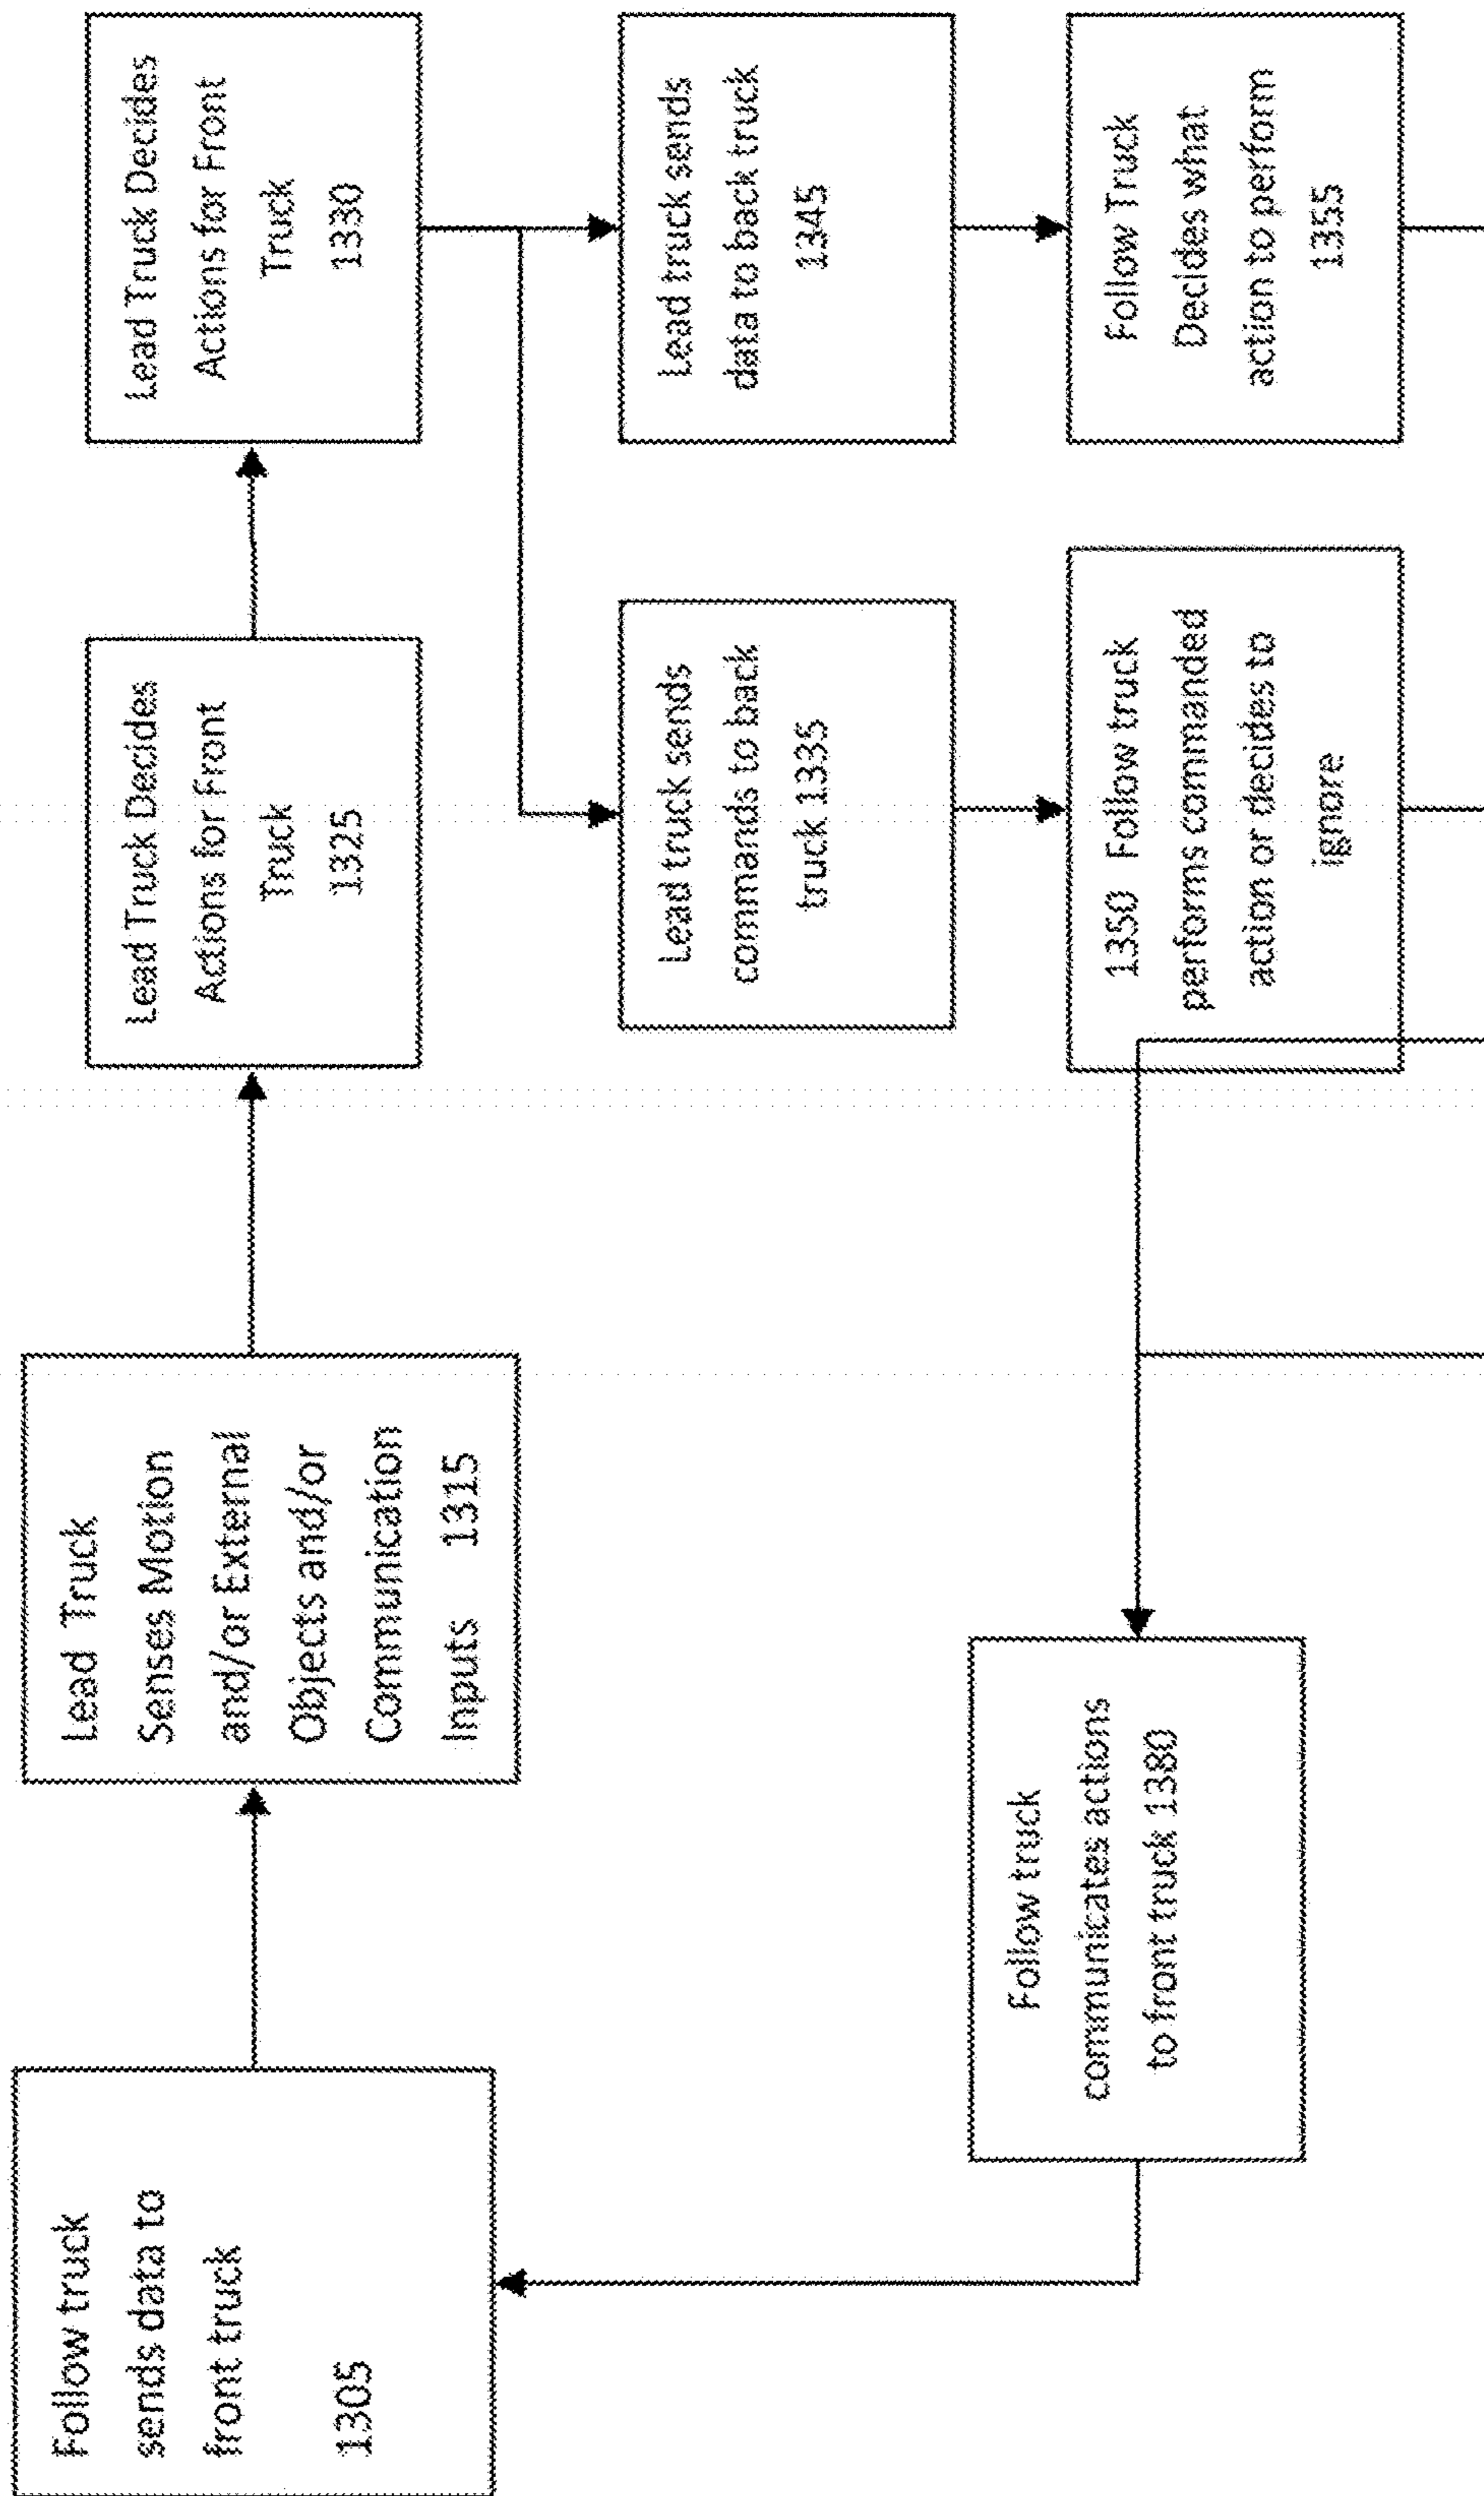 Follow truck
sends data to
front truck
1305
Lead Truck
Senses Motion
and/or External
Objects and/or
Communication
Inputs 1315
Lead Truck Decides
Actions for Front
Truck
1325
Lead Truck Decides
Actions for Front
Truck
1330
Lead truck sends
commands to back
truck 1335
Lead truck sends
data to back truck
1345
Follow truck
communicates actions
to front truck 1380
1350 Follow truck
performs commanded
action or decides to
ignore
Follow Truck
Decides what
action to perform
1355